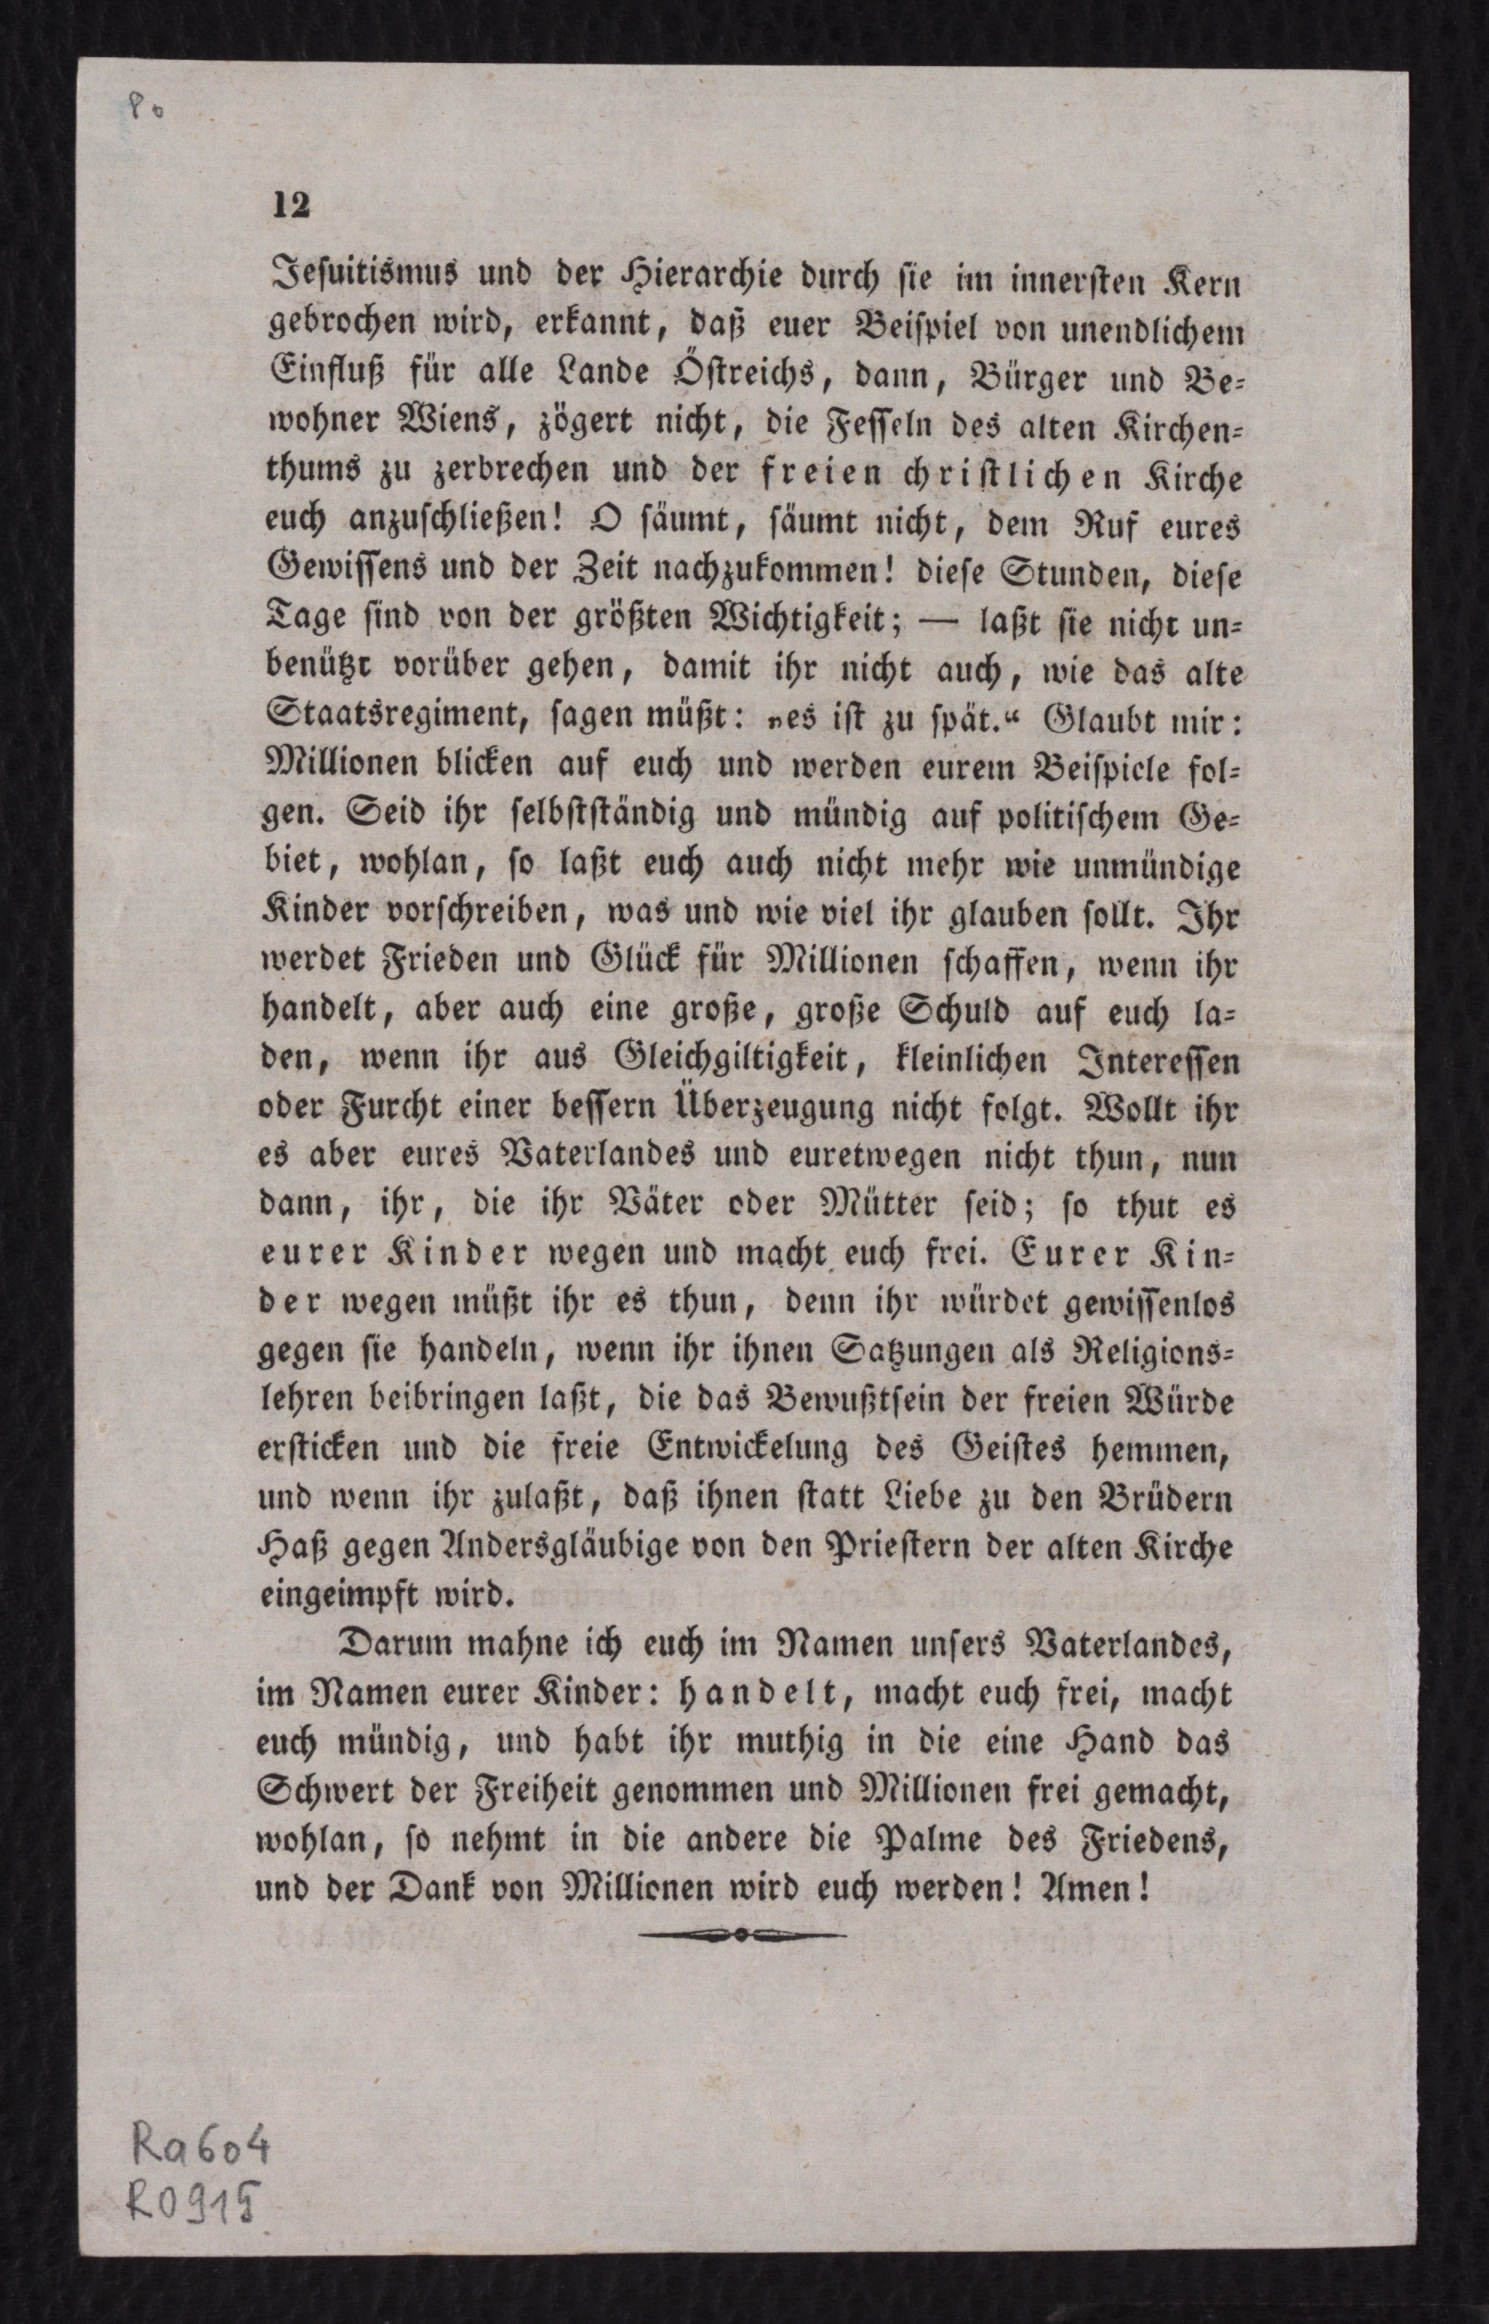 12
Jesuitismus und der Hierarchie durch sie im innersten Kern
gebrochen wird, erkannt, daß euer Beispiel von unendlichem
Einfluß für alle Lande Östreichs, dann, Bürger und Be-
wohner Wiens, zögert nicht, die Fesseln des alten Kirchen-
thums zu zerbrechen und der freien christlichen Kirche
euch anzuschließen! O säumt, säumt nicht, dem Ruf eures
Gewissens und der Zeit nachzukommen! diese Stunden, diese
Tage sind von der größten Wichtigkeit; — laßt sie nicht un-
benützt vorüber gehen, damit ihr nicht auch, wie das alte
Staatsregiment, sagen müßt: „es ist zu spät.“ Glaubt mir:
Millionen blicken auf euch und werden eurem Beispiele fol-
gen. Seid ihr selbstständig und mündig auf politischem Ge-
biet, wohlan, so laßt euch auch nicht mehr wie unmündige
Kinder vorschreiben, was und wie viel ihr glauben sollt. Ihr
werdet Frieden und Glück für Millionen schaffen, wenn ihr
handelt, aber auch eine große, große Schuld auf euch la-
den, wenn ihr aus Gleichgiltigkeit, kleinlichen Interessen
oder Furcht einer bessern Überzeugung nicht folgt. Wollt ihr
es aber eures Vaterlandes und euretwegen nicht thun, nun
dann, ihr, die ihr Väter oder Mütter seid; so thut es
eurer Kinder wegen und macht euch frei. Eurer Kin-
der wegen müßt ihr es thun, denn ihr würdet gewissenlos
gegen sie handeln, wenn ihr ihnen Satzungen als Religions-
lehren beibringen laßt, die das Bewußtsein der freien Würde
ersticken und die freie Entwickelung des Geistes hemmen,
und wenn ihr zulaßt, daß ihnen statt Liebe zu den Brüdern
Haß gegen Andersgläubige von den Priestern der alten Kirche
eingeimpft wird.
Darum mahne ich euch im Namen unsers Vaterlandes,
im Namen eurer Kinder: handelt, macht euch frei, macht
euch mündig, und habt ihr muthig in die eine Hand das
Schwert der Freiheit genommen und Millionen frei gemacht,
wohlan, so nehmt in die andere die Palme des Friedens,
und der Dank von Millionen wird euch werden! Amen!
Ra604
R0915